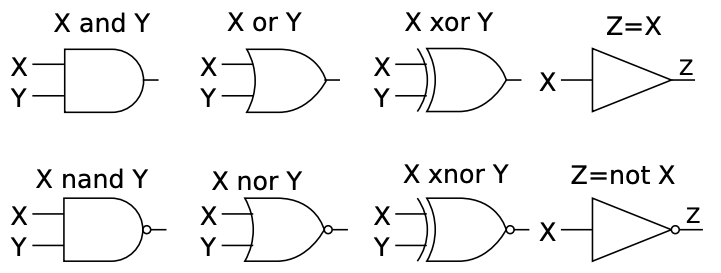 X and Y
X or Y
X xor Y
Z=X
X
Y
X
Y
X
Y
X
Z
X nand Y
X nor Y
X xnor Y
Z=not X
X
Y
X
Y
X
Y
X
Z